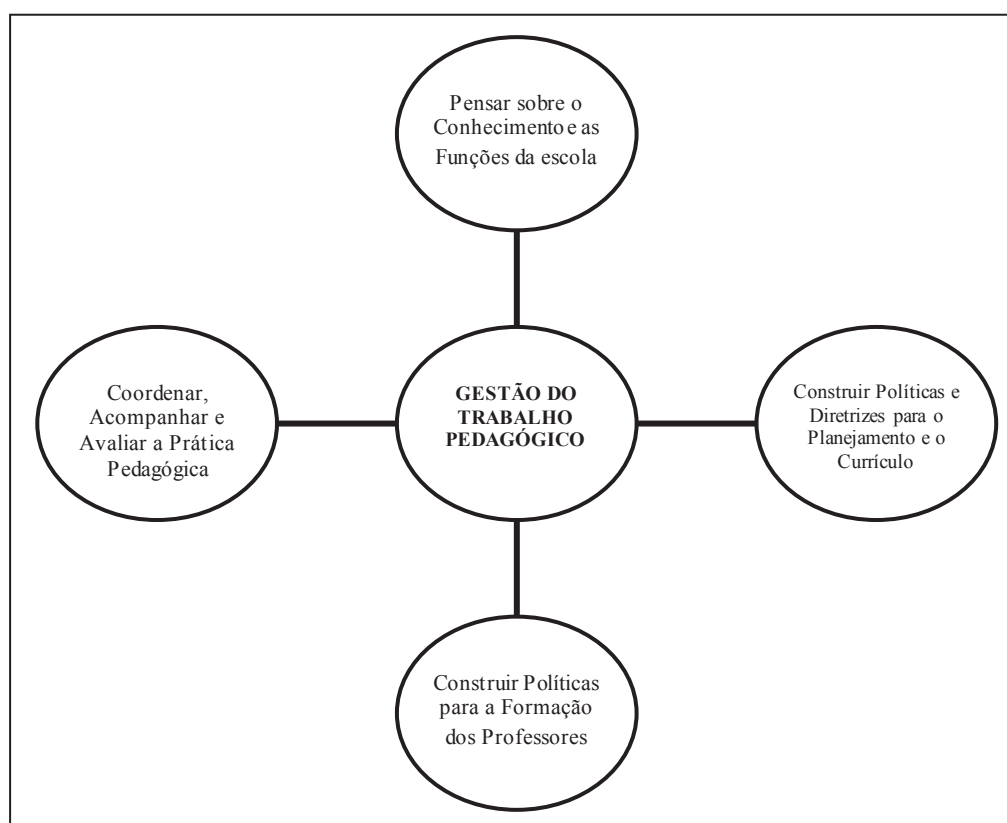 Pensar sobre o
Conhecimento e as
Funções da escola
Coordenar,
Acompanhar e
Avaliar a Prática
Pedagógica
GESTÃO DO
TRABALHO
PEDAGÓGICO
Construir Políticas e
Diretrizes para o
Planejamento e o
Currículo
Construir Políticas
para a Formação
dos Professores